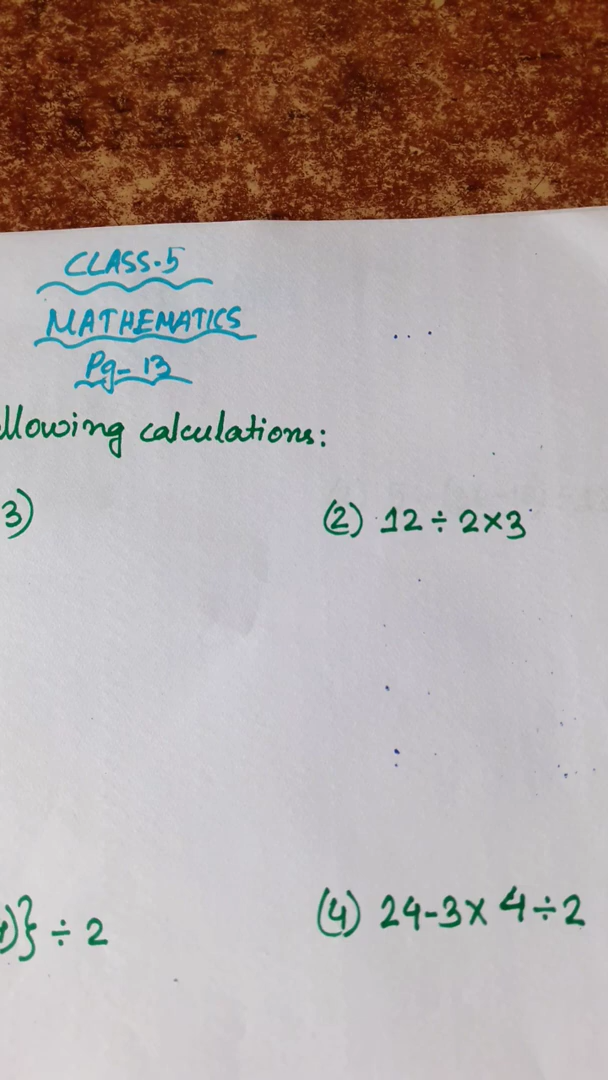 CLASS-5
MATHEMATICS
Pg-13
llowing calculations:
3) (2) 12÷2×3
)} ÷ 2 (4) 24-3×4÷2